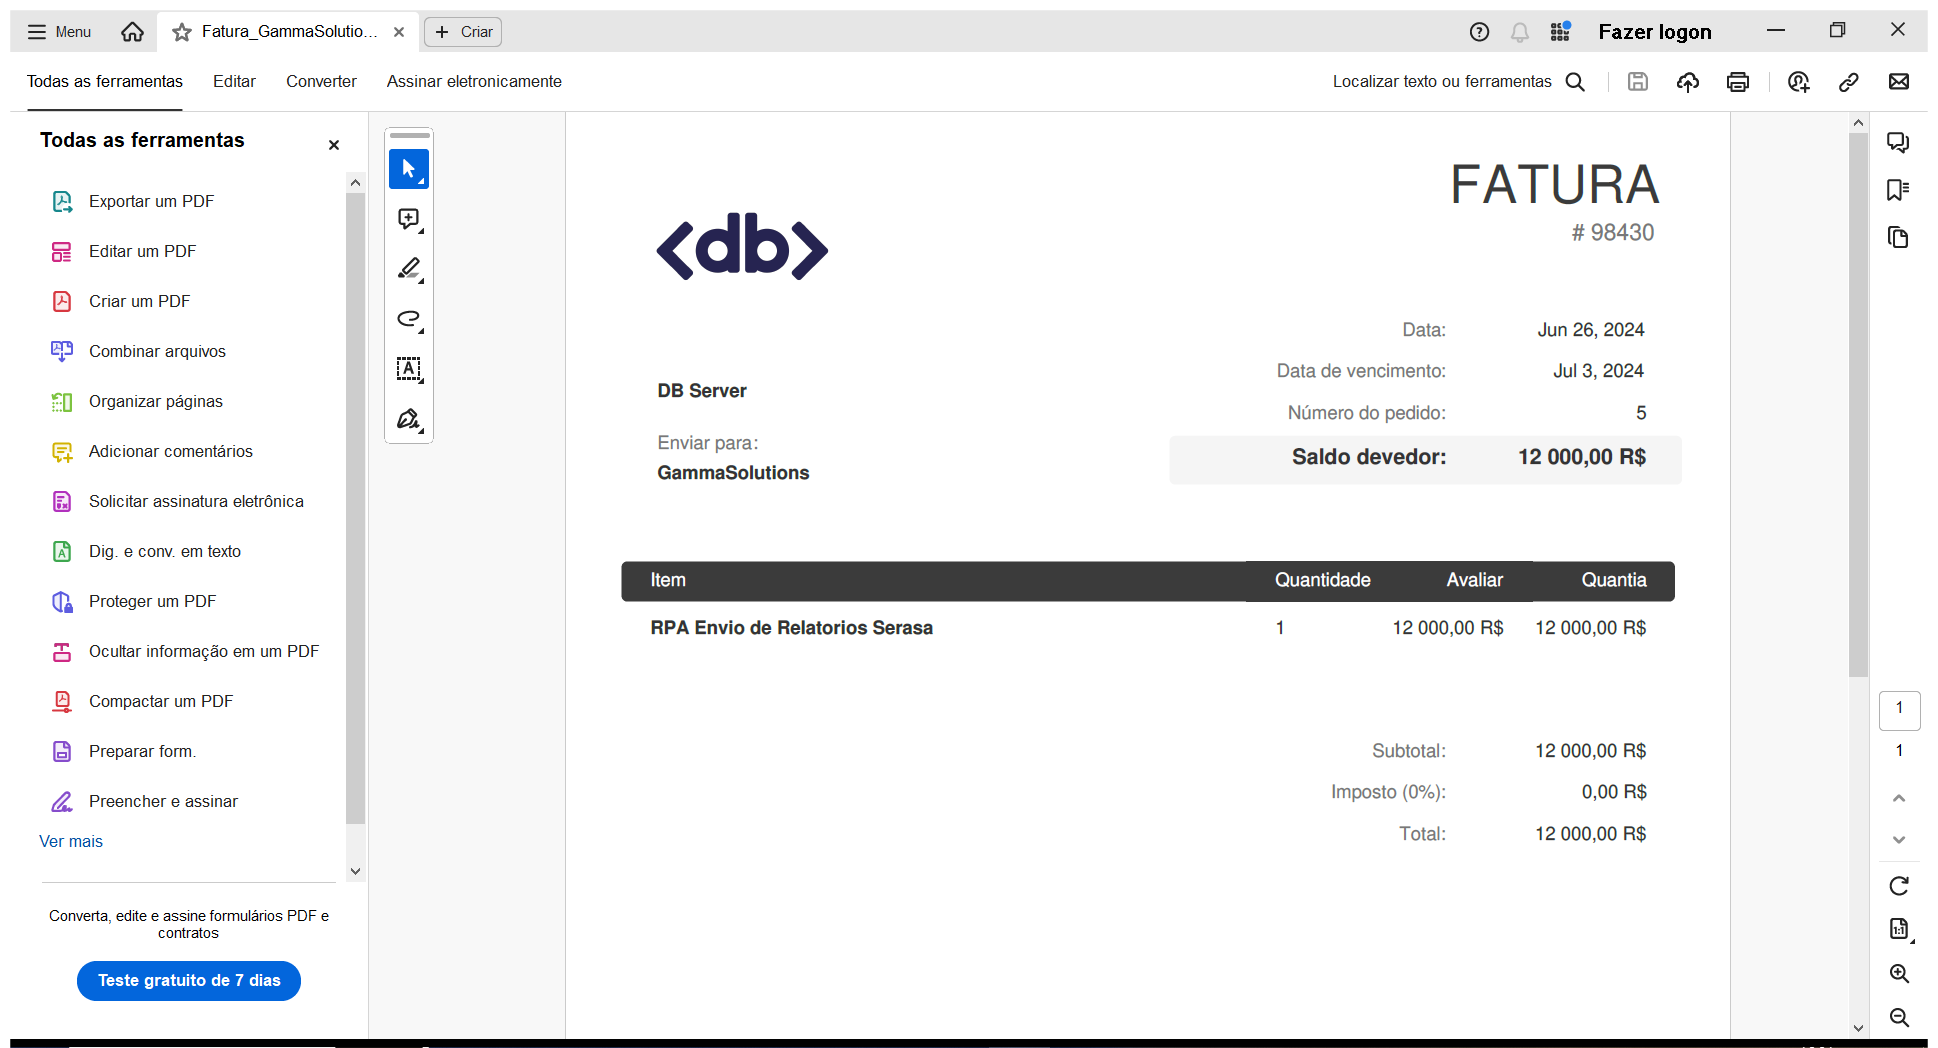 Menu
Fatura_GammaSolutio...
Criar
Fazer logon
Todas as ferramentas
Editar
Converter
Assinar eletronicamente
Localizar texto ou ferramentas
Todas as ferramentas
Exportar um PDF
Editar um PDF
Criar um PDF
Combinar arquivos
Organizar páginas
Adicionar comentários
Solicitar assinatura eletrônica
Dig. e conv. em texto
Proteger um PDF
Ocultar informação em um PDF
Compactar um PDF
Preparar form.
Preencher e assinar
Ver mais
Converta, edite e assine formulários PDF e
contratos
Teste gratuito de 7 dias
<db>
FATURA
# 98430
Data: Jun 26, 2024
Data de vencimento: Jul 3, 2024
Número do pedido: 5
Saldo devedor: 12 000,00 R$
DB Server
Enviar para:
GammaSolutions
Item Quantidade Avaliar Quantia
RPA Envio de Relatorios Serasa 1 12 000,00 R$ 12 000,00 R$
Subtotal: 12 000,00 R$
Imposto (0%): 0,00 R$
Total: 12 000,00 R$
1
1
1:1